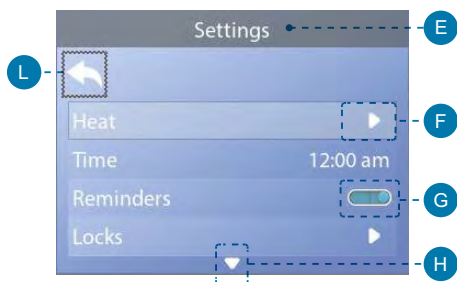 Settings
E
L
Heat
F
Time 12:00 am
Reminders
G
Locks
H